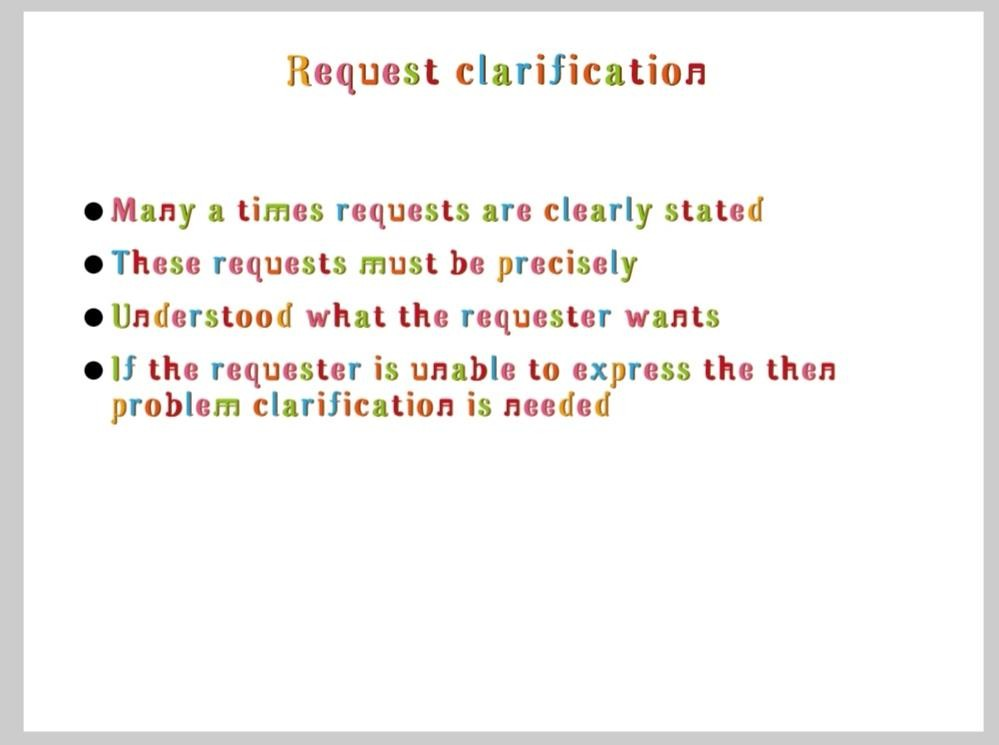 Request clarification
● Many a times requests are clearly stated
● These requests must be precisely
● Understood what the requester wants
● If the requester is unable to express the then
problem clarification is needed